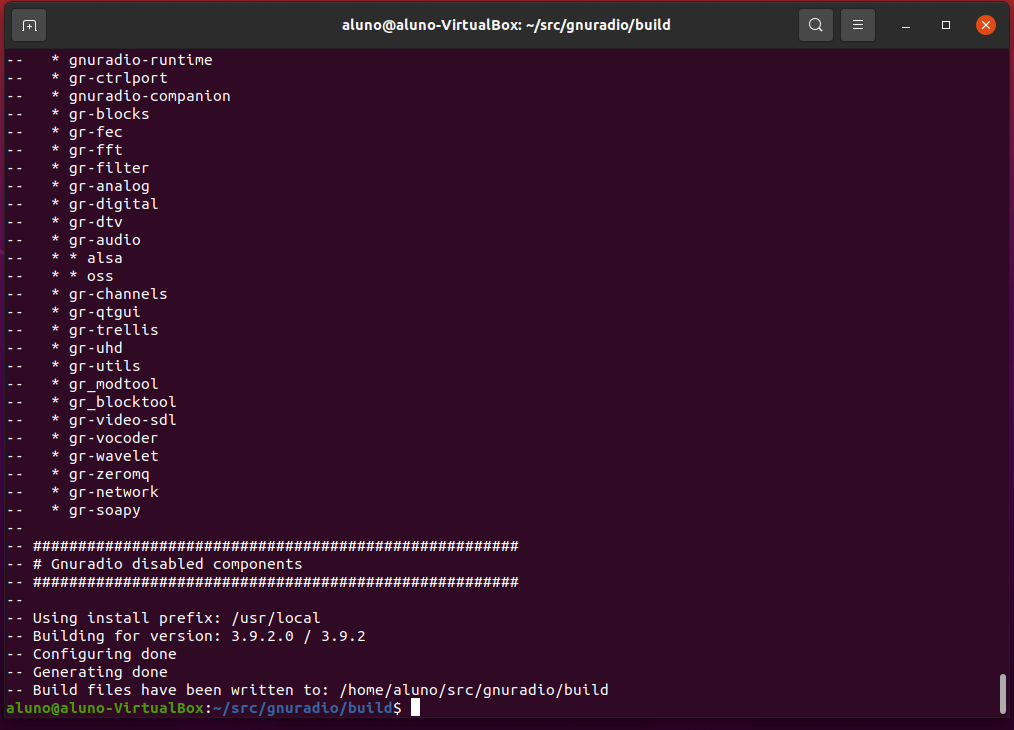 aluno@aluno-VirtualBox: ~/src/gnuradio/build
--   * gnuradio-runtime
--   * gr-ctrlport
--   * gnuradio-companion
--   * gr-blocks
--   * gr-fec
--   * gr-fft
--   * gr-filter
--   * gr-analog
--   * gr-digital
--   * gr-dtv
--   * gr-audio
--   * * alsa
--   * * oss
--   * gr-channels
--   * gr-qtgui
--   * gr-trellis
--   * gr-uhd
--   * gr-utils
--   * gr_modtool
--   * gr_blocktool
--   * gr-video-sdl
--   * gr-vocoder
--   * gr-wavelet
--   * gr-zeromq
--   * gr-network
--   * gr-soapy
--
-- ######################################################
-- # Gnuradio disabled components
-- ######################################################
--
-- Using install prefix: /usr/local
-- Building for version: 3.9.2.0 / 3.9.2
-- Configuring done
-- Generating done
-- Build files have been written to: /home/aluno/src/gnuradio/build
aluno@aluno-VirtualBox:~/src/gnuradio/build$